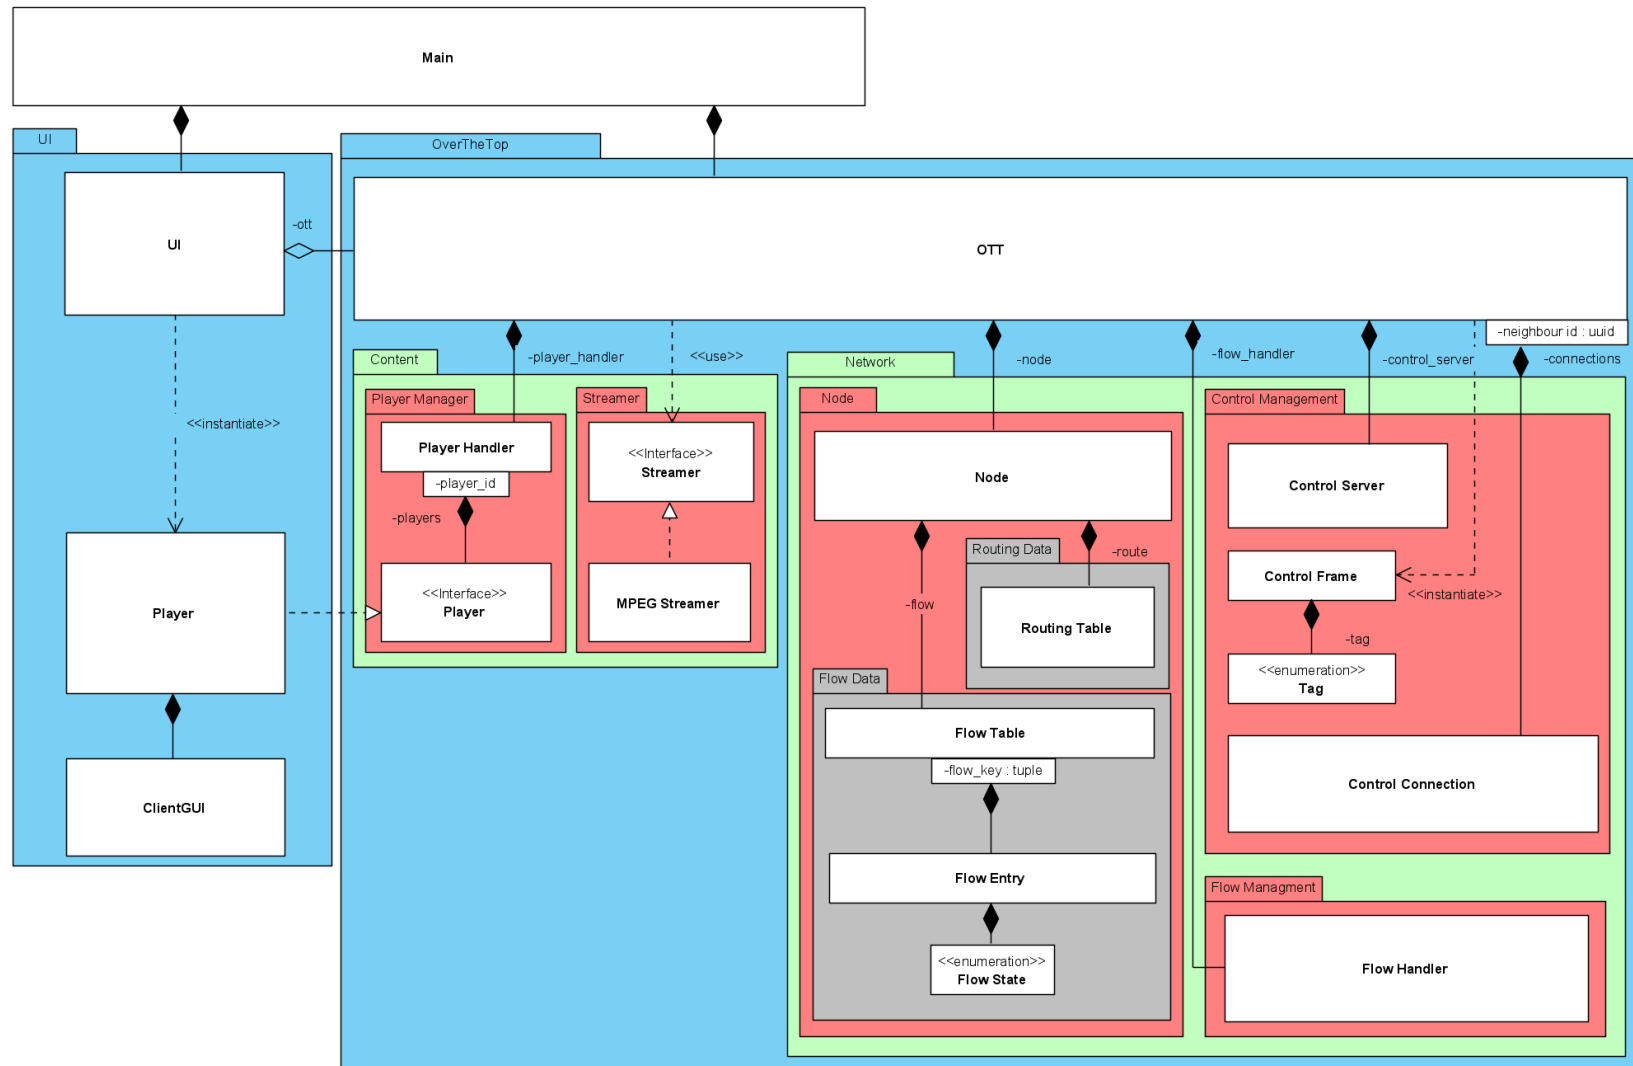 Main
UI
OverTheTop
UI
-ott
OTT
-neighbour id : uuid
Content
-player_handler
<<use>>
Network
-node
-flow_handler
-control_server
-connections
Player Manager
Streamer
Node
Control Management
<<instantiate>>
Player Handler
-player_id
-players
<<Interface>>
Streamer
Node
Control Server
Routing Data
-route
Control Frame
<<instantiate>>
Player
<<Interface>>
Player
MPEG Streamer
-flow
Routing Table
-tag
<<enumeration>>
Tag
Flow Data
Flow Table
-flow_key : tuple
Control Connection
ClientGUI
Flow Entry
Flow Managment
<<enumeration>>
Flow State
Flow Handler